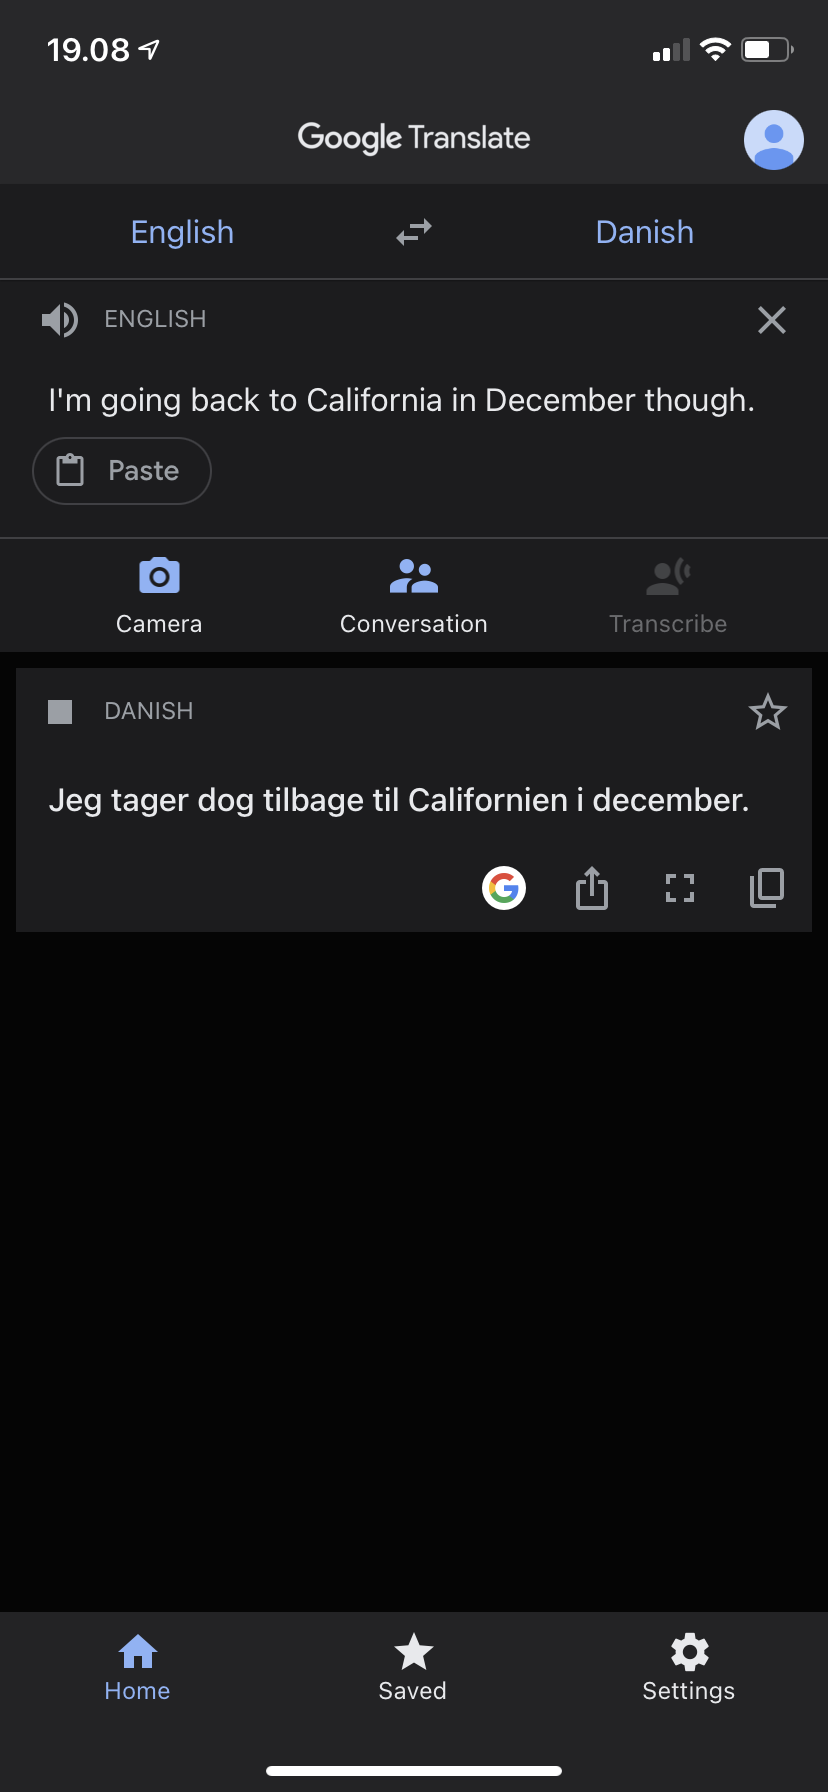 19.08
Google Translate
English
Danish
ENGLISH
I'm going back to California in December though.
Paste
Camera
Conversation
Transcribe
DANISH
Jeg tager dog tilbage til Californien i december.
Home
Saved
Settings